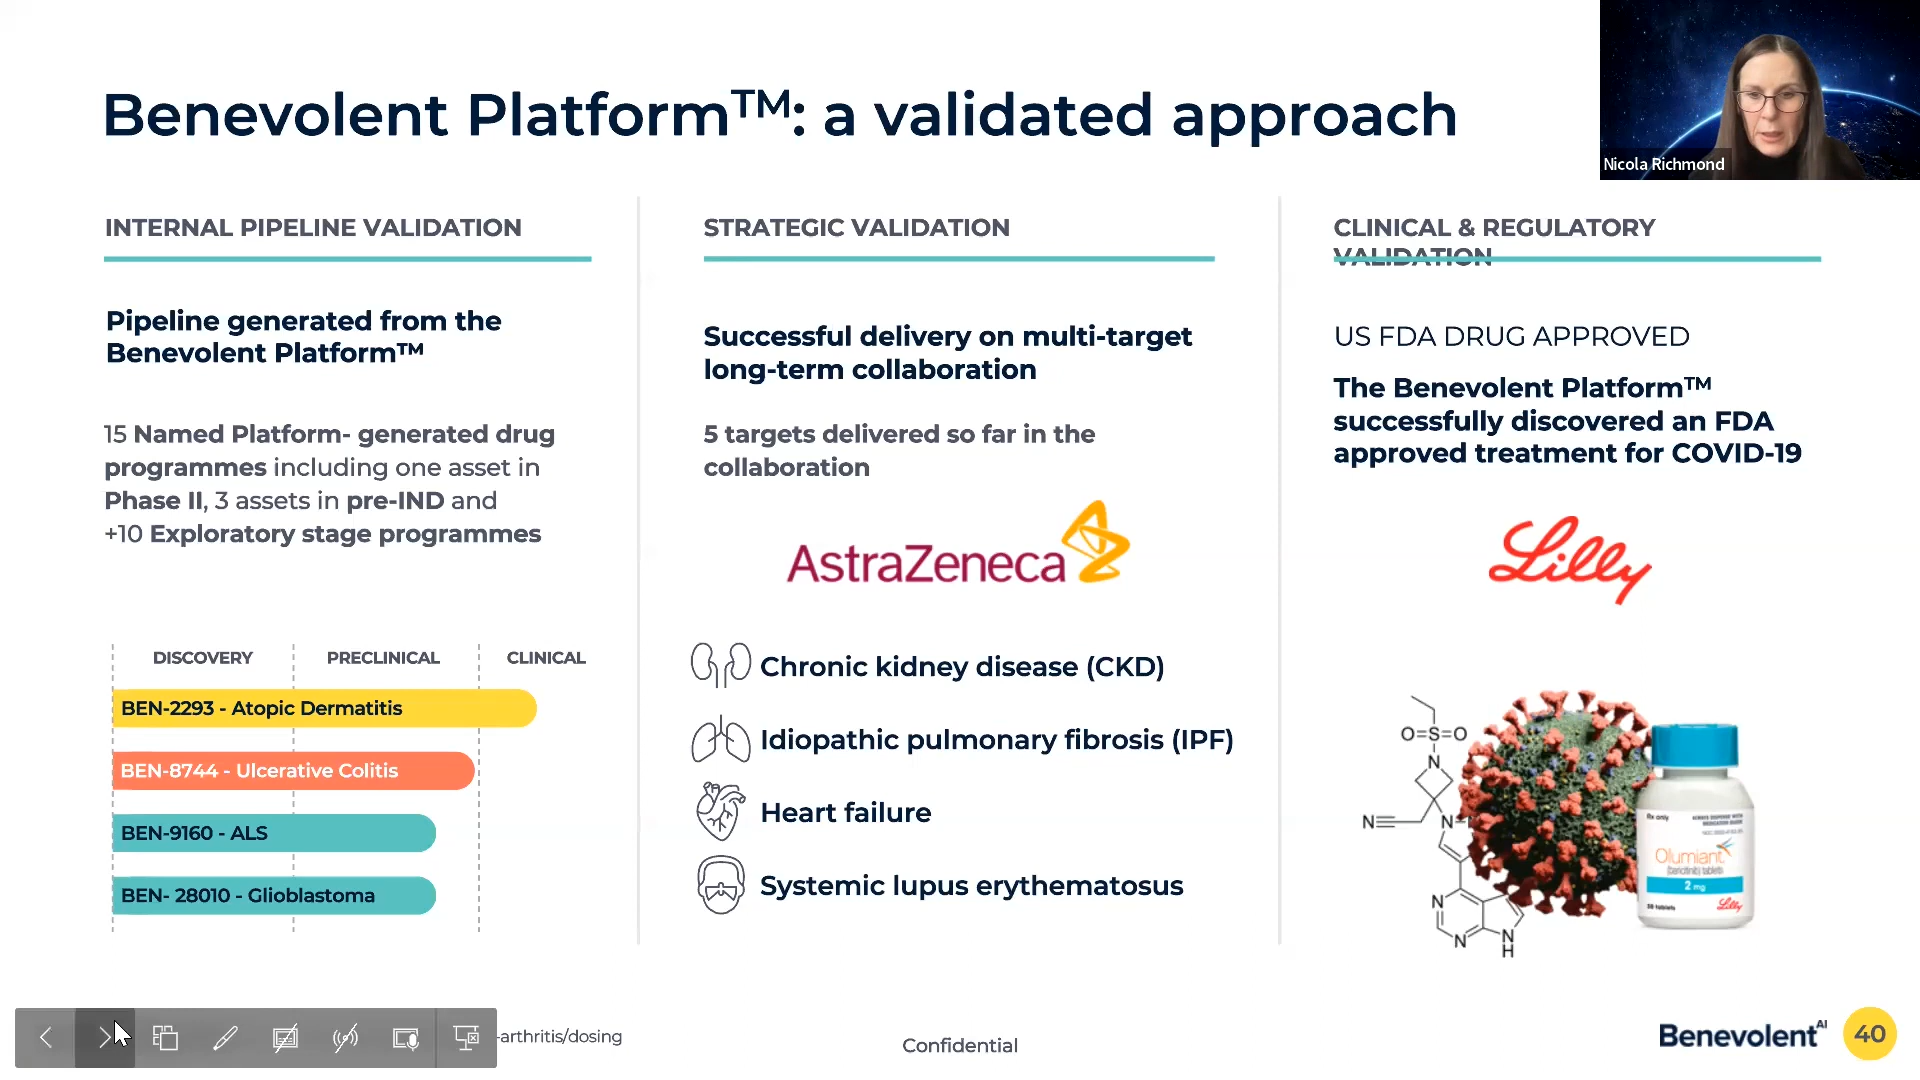 Benevolent Platform™: a validated approach
Nicola Richmond
INTERNAL PIPELINE VALIDATION
Pipeline generated from the
Benevolent Platform™
15 Named Platform- generated drug
programmes including one asset in
Phase II, 3 assets in pre-IND and
+10 Exploratory stage programmes
DISCOVERY PRECLINICAL CLINICAL
BEN-2293 - Atopic Dermatitis
BEN-8744 - Ulcerative Colitis
BEN-9160 - ALS
BEN- 28010 - Glioblastoma
STRATEGIC VALIDATION
Successful delivery on multi-target
long-term collaboration
5 targets delivered so far in the
collaboration
AstraZeneca
Chronic kidney disease (CKD)
Idiopathic pulmonary fibrosis (IPF)
Heart failure
Systemic lupus erythematosus
CLINICAL & REGULATORY
VALIDATION
US FDA DRUG APPROVED
The Benevolent Platform™
successfully discovered an FDA
approved treatment for COVID-19
Lilly
O=S=O
N
N≡
N
N
N
N
H
Rx only
Olumiant
(baricitinib) tablets
2 mg
30 tablets
Lilly
-arthritis/dosing
Confidential
Benevolent AI
40